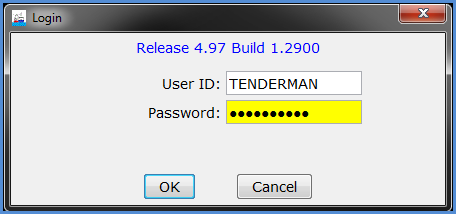 Login
Release 4.97 Build 1.2900
User ID: TENDERMAN
Password: ●●●●●●●●●●
OK Cancel